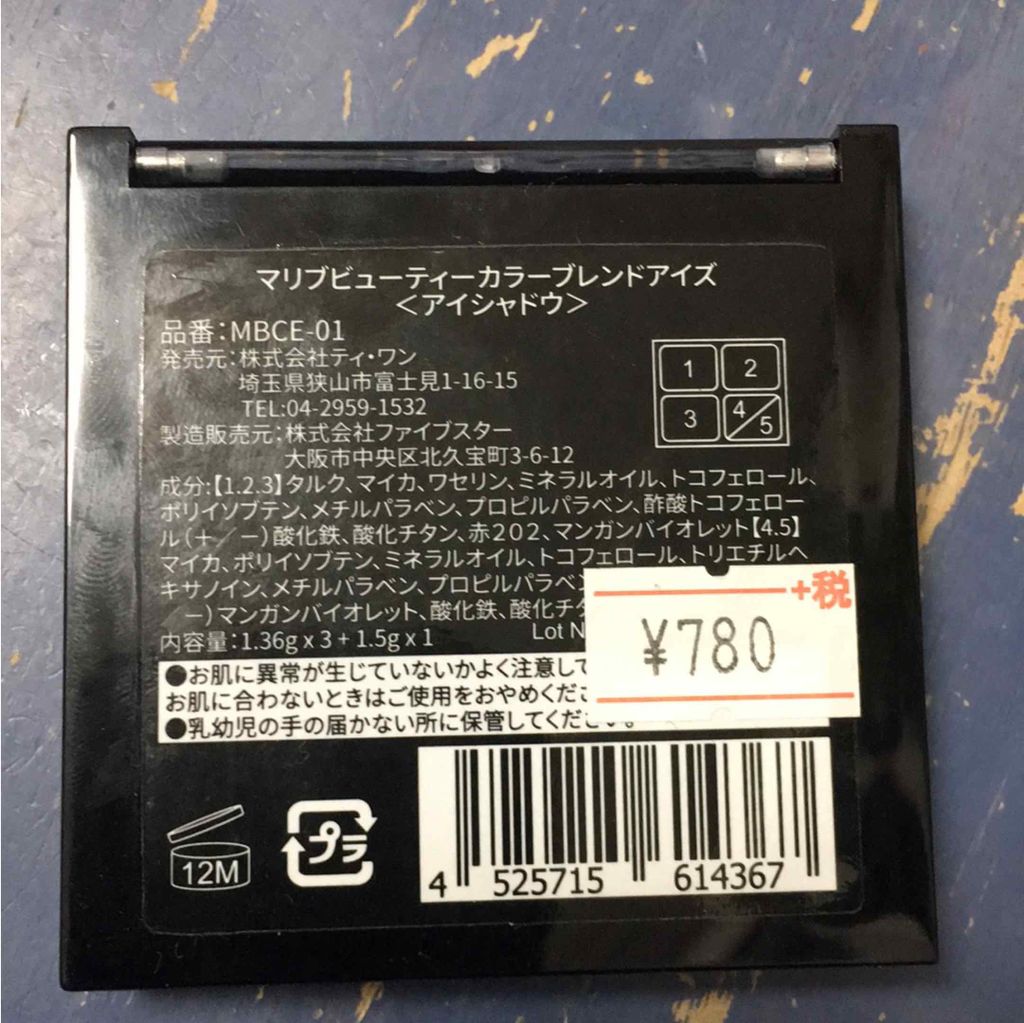 マリブビューティーカラーブレンドアイズ
＜アイシャドウ＞
品番：MBCE-01
発売元：株式会社ティ・ワン
埼玉県狭山市富士見1-16-15
TEL:04-2959-1532
製造販売元：株式会社ファイブスター
大阪市中央区北久宝町3-6-12
1 2
3 4/5
成分:【1.2.3】タルク、マイカ、ワセリン、ミネラルオイル、トコフェロール、
ポリイソブテン、メチルパラベン、プロピルパラベン、酢酸トコフェロー
ル（＋／−）酸化鉄、酸化チタン、赤202、マンガンバイオレット【4.5】
マイカ、ポリイソブテン、ミネラルオイル、トコフェロール、トリエチルヘ
キサノイン、メチルパラベン、プロピルパラベン
−）マンガンバイオレット、酸化鉄、酸化チタ
内容量：1.36g x 3 + 1.5g x 1 Lot N
+税
¥780
●お肌に異常が生じていないかよく注意して
お肌に合わないときはご使用をおやめくださ
●乳幼児の手の届かない所に保管してください。
12M
プラ
4 525715 614367